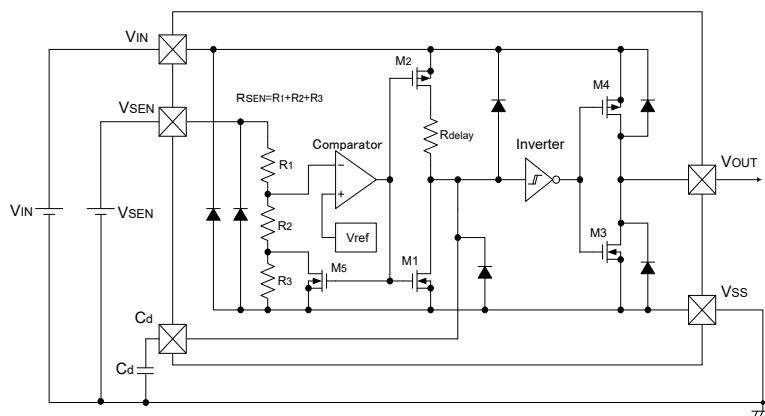 VIN
M2
M4
RSEN=R1+R2+R3
VSEN
Comparator
Rdelay
Inverter
R1
−
+
VOUT
VIN
VSEN
R2
Vref
M3
M5
M1
R3
VSS
Cd
Cd